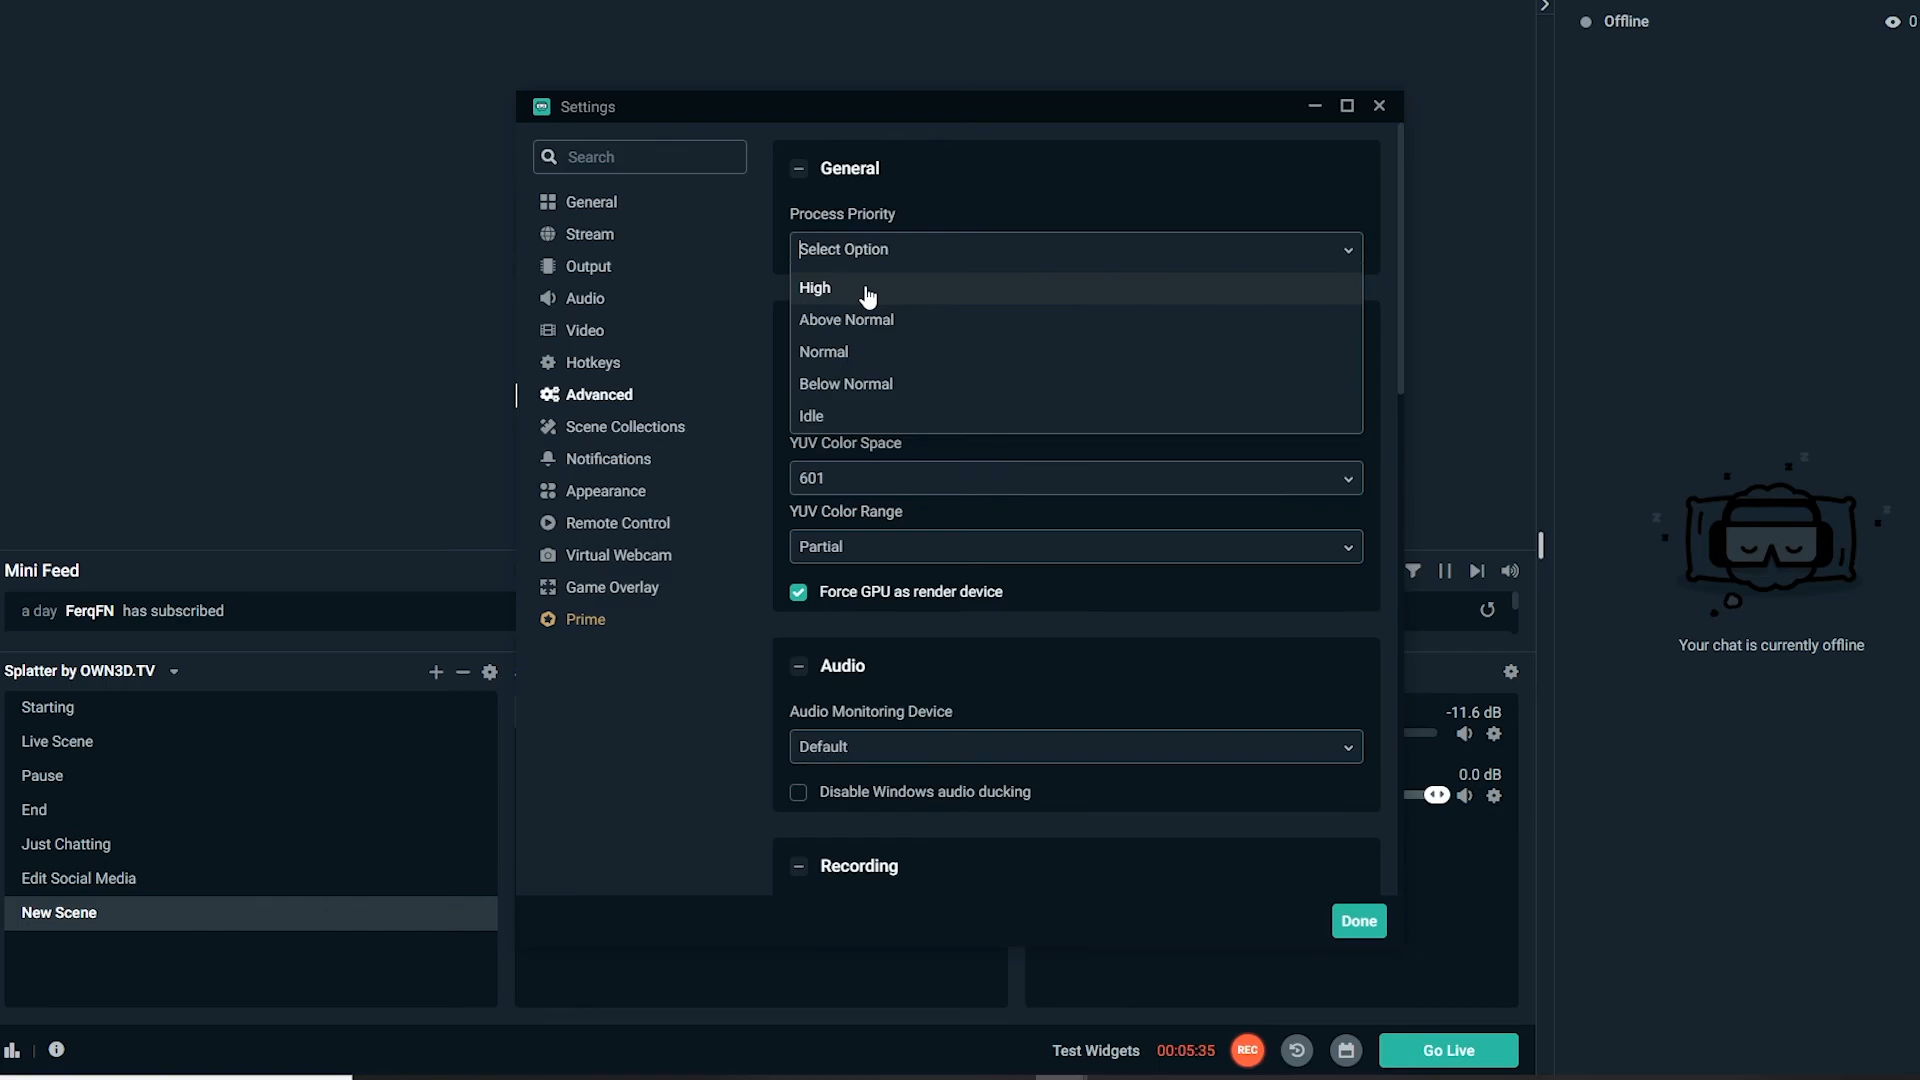 Offline
0
Settings
Search
General
Stream
Output
Audio
Video
Hotkeys
Advanced
Scene Collections
Notifications
Appearance
Remote Control
Virtual Webcam
Game Overlay
Prime
General
Process Priority
Select Option
High
Above Normal
Normal
Below Normal
Idle
YUV Color Space
601
YUV Color Range
Partial
Force GPU as render device
Audio
Audio Monitoring Device
Default
Disable Windows audio ducking
Recording
Done
Mini Feed
a day FerqFN has subscribed
Splatter by OWN3D.TV
Starting
Live Scene
Pause
End
Just Chatting
Edit Social Media
New Scene
-11.6 dB
0.0 dB
Your chat is currently offline
Test Widgets 00:05:35 REC Go Live